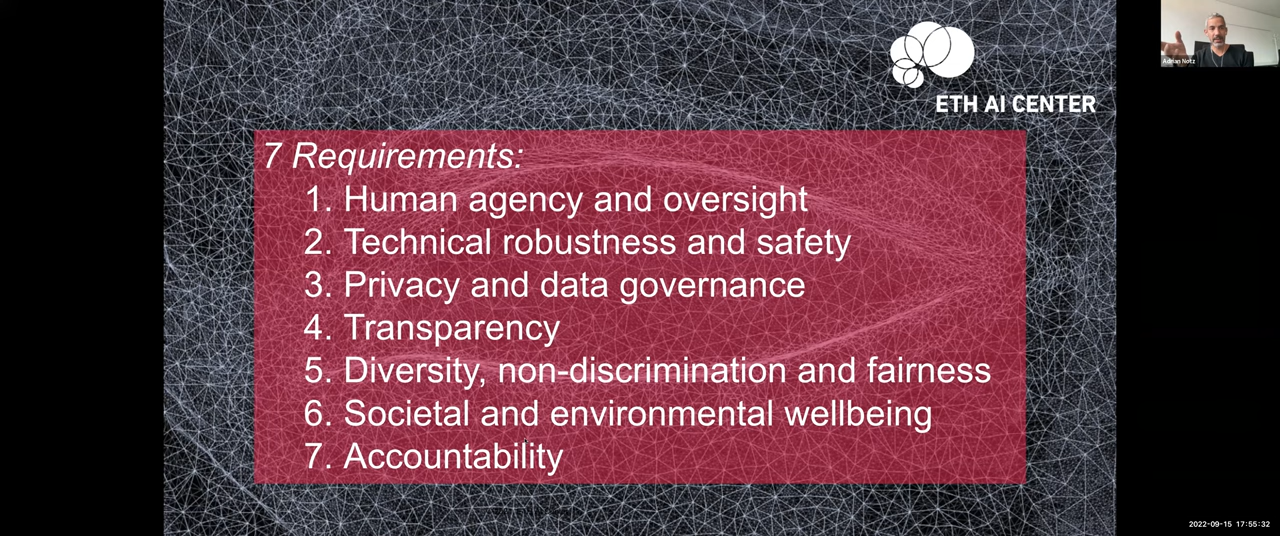 ETH AI CENTER
Adrian Notz
7 Requirements:
1. Human agency and oversight
2. Technical robustness and safety
3. Privacy and data governance
4. Transparency
5. Diversity, non-discrimination and fairness
6. Societal and environmental wellbeing
7. Accountability
2022-09-15 17:55:32